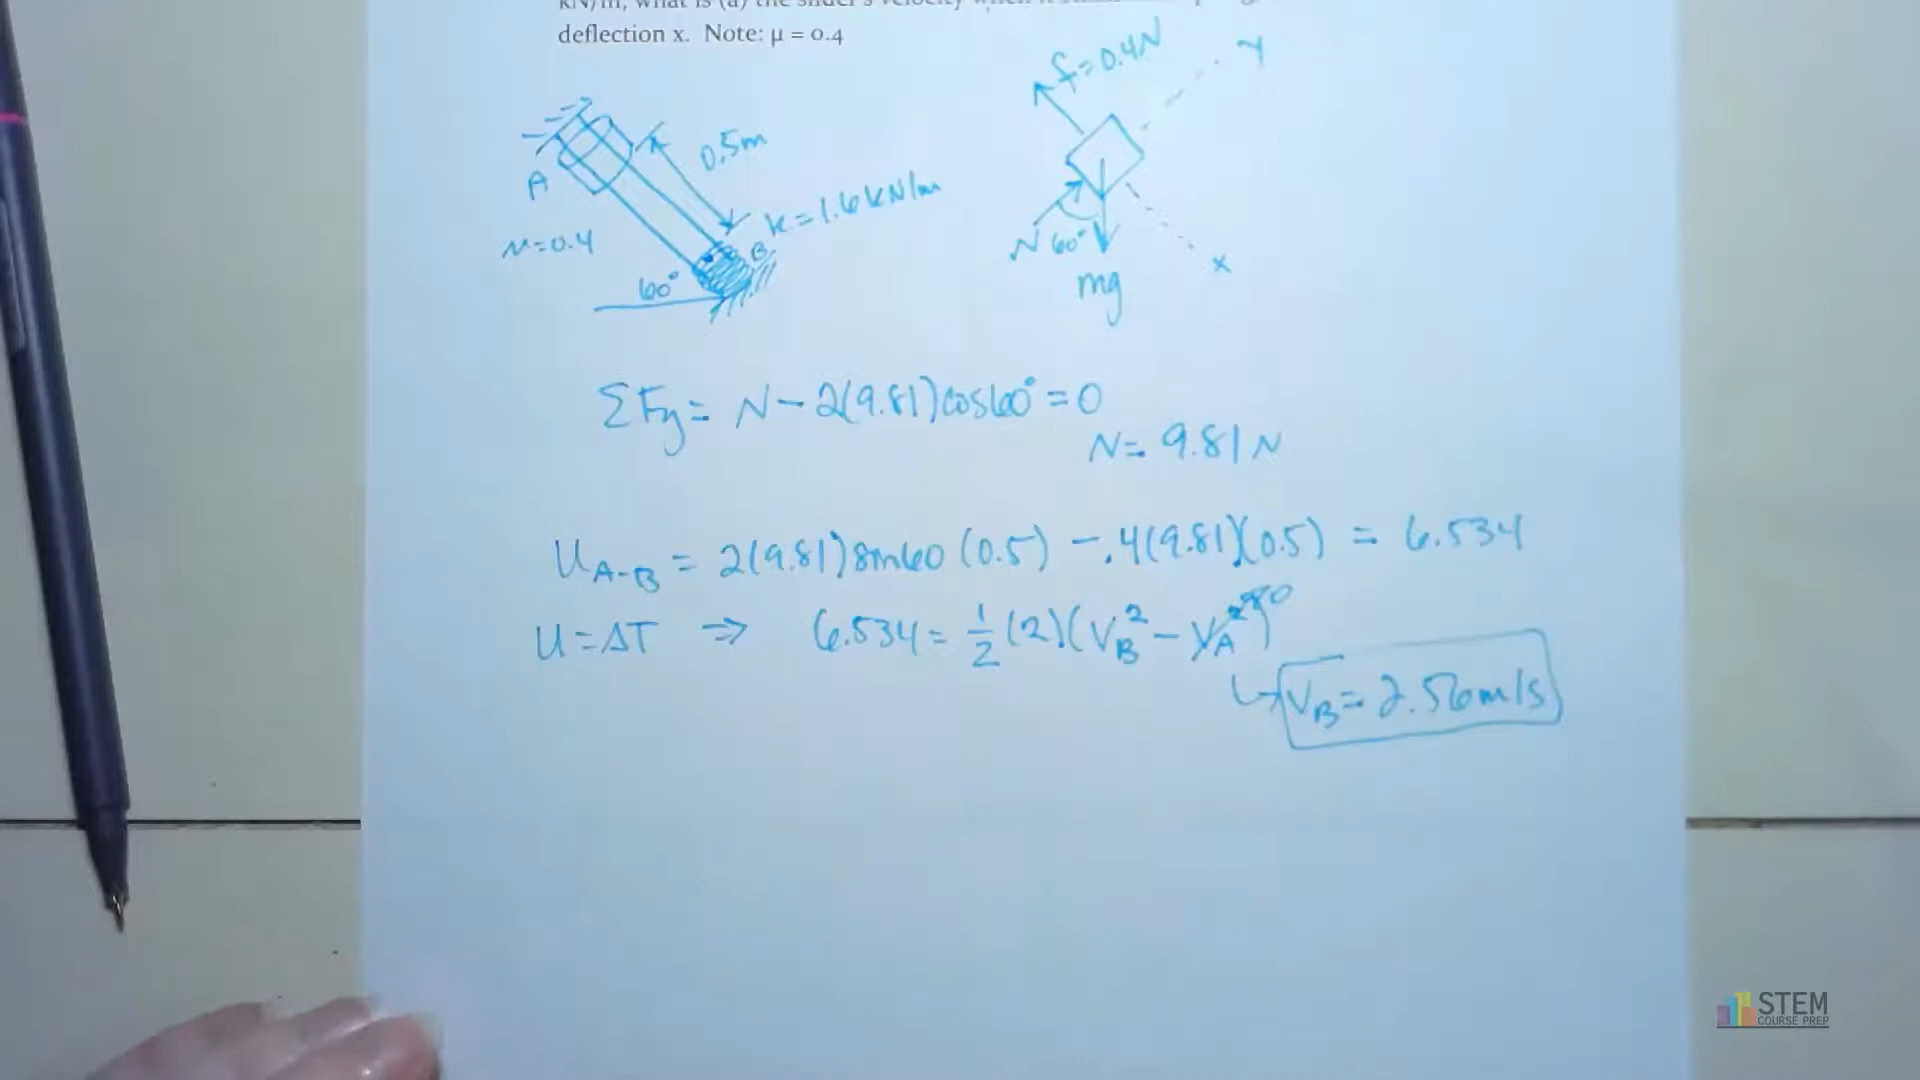 deflection x. Note: μ = 0.4
f=0.4N
Y
0.5m
A
k=1.6kN/m
μ=0.4
B
60°
N 60°
mg
x
ΣFy= N-2(9.81)cos60°=0
N= 9.81N
U_A-B = 2(9.81)sin60(0.5) -.4(9.81)(0.5) = 6.534
U=ΔT ⇒ 6.534= 1/2 (2)(V_B² - V_A²)→0
↳ V_B= 2.56m/s
STEM
COURSE PREP